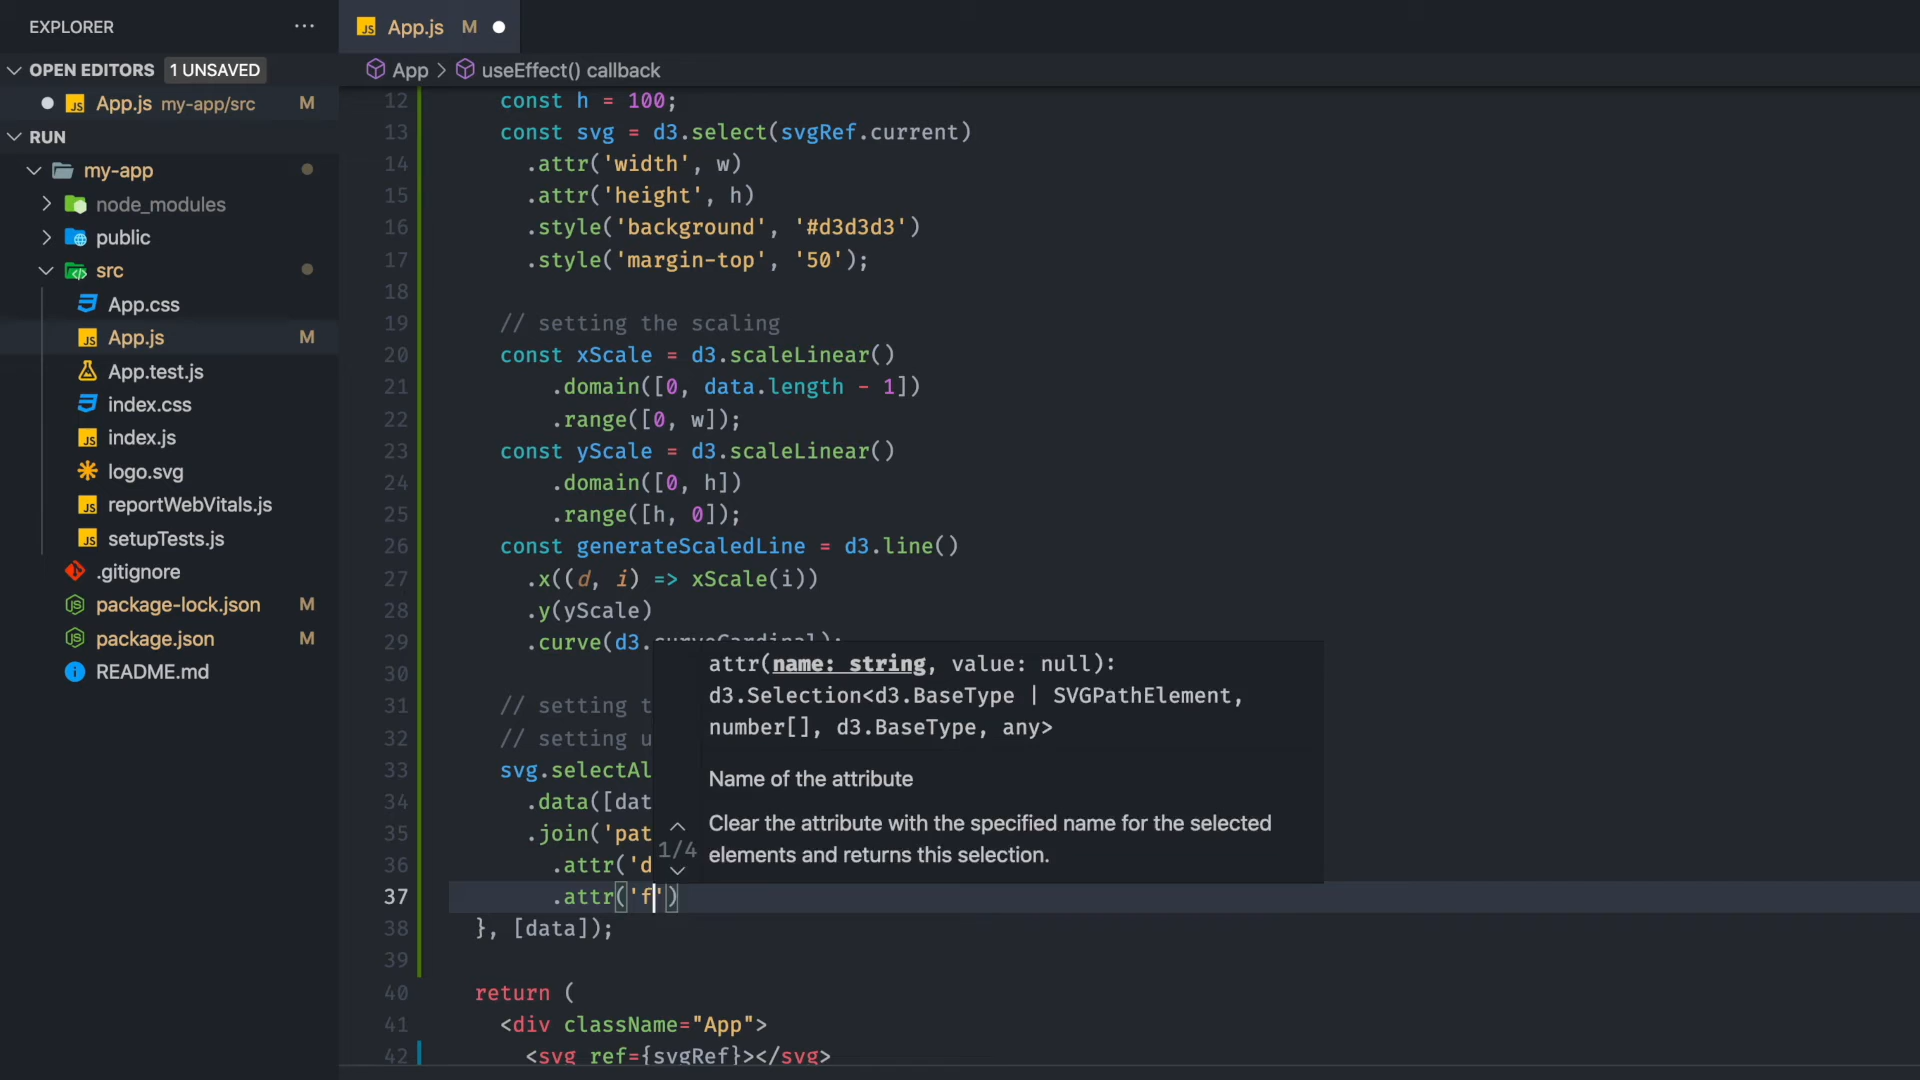 EXPLORER
OPEN EDITORS 1 UNSAVED
App.js my-app/src M
RUN
my-app
node_modules
public
src
App.css
App.js M
App.test.js
index.css
index.js
logo.svg
reportWebVitals.js
setupTests.js
.gitignore
package-lock.json M
package.json M
README.md
App.js M
App > useEffect() callback
12 const h = 100;
13 const svg = d3.select(svgRef.current)
14 .attr('width', w)
15 .attr('height', h)
16 .style('background', '#d3d3d3')
17 .style('margin-top', '50');
18
19 // setting the scaling
20 const xScale = d3.scaleLinear()
21 .domain([0, data.length - 1])
22 .range([0, w]);
23 const yScale = d3.scaleLinear()
24 .domain([0, h])
25 .range([h, 0]);
26 const generateScaledLine = d3.line()
27 .x((d, i) => xScale(i))
28 .y(yScale)
29 .curve(d3.curveCardinal);
30
31 // setting t
32 // setting u
33 svg.selectAl
34 .data([dat
35 .join('pat
36 .attr('d
37 .attr('f')
38 }, [data]);
39
40 return (
41 <div className="App">
42 <svg ref={svgRef}></svg>
attr(name: string, value: null):
d3.Selection<d3.BaseType | SVGPathElement,
number[], d3.BaseType, any>
Name of the attribute
1/4
Clear the attribute with the specified name for the selected
elements and returns this selection.